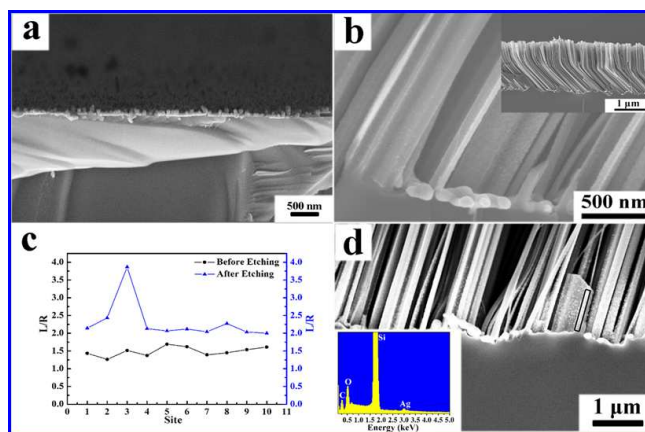 a
500 nm
b
1 μm
500 nm
c
Before Etching
After Etching
L/R
L/R
4.0
3.5
3.0
2.5
2.0
1.5
1.0
0.5
0.0
4.0
3.5
3.0
2.5
2.0
1.5
1.0
0.5
0.0
0 1 2 3 4 5 6 7 8 9 10 11
Site
d
Si
O
C
Ag
0.5 1.0 1.5 2.0 2.5 3.0 3.5 4.0 4.5 5.0
Energy (keV)
1 μm